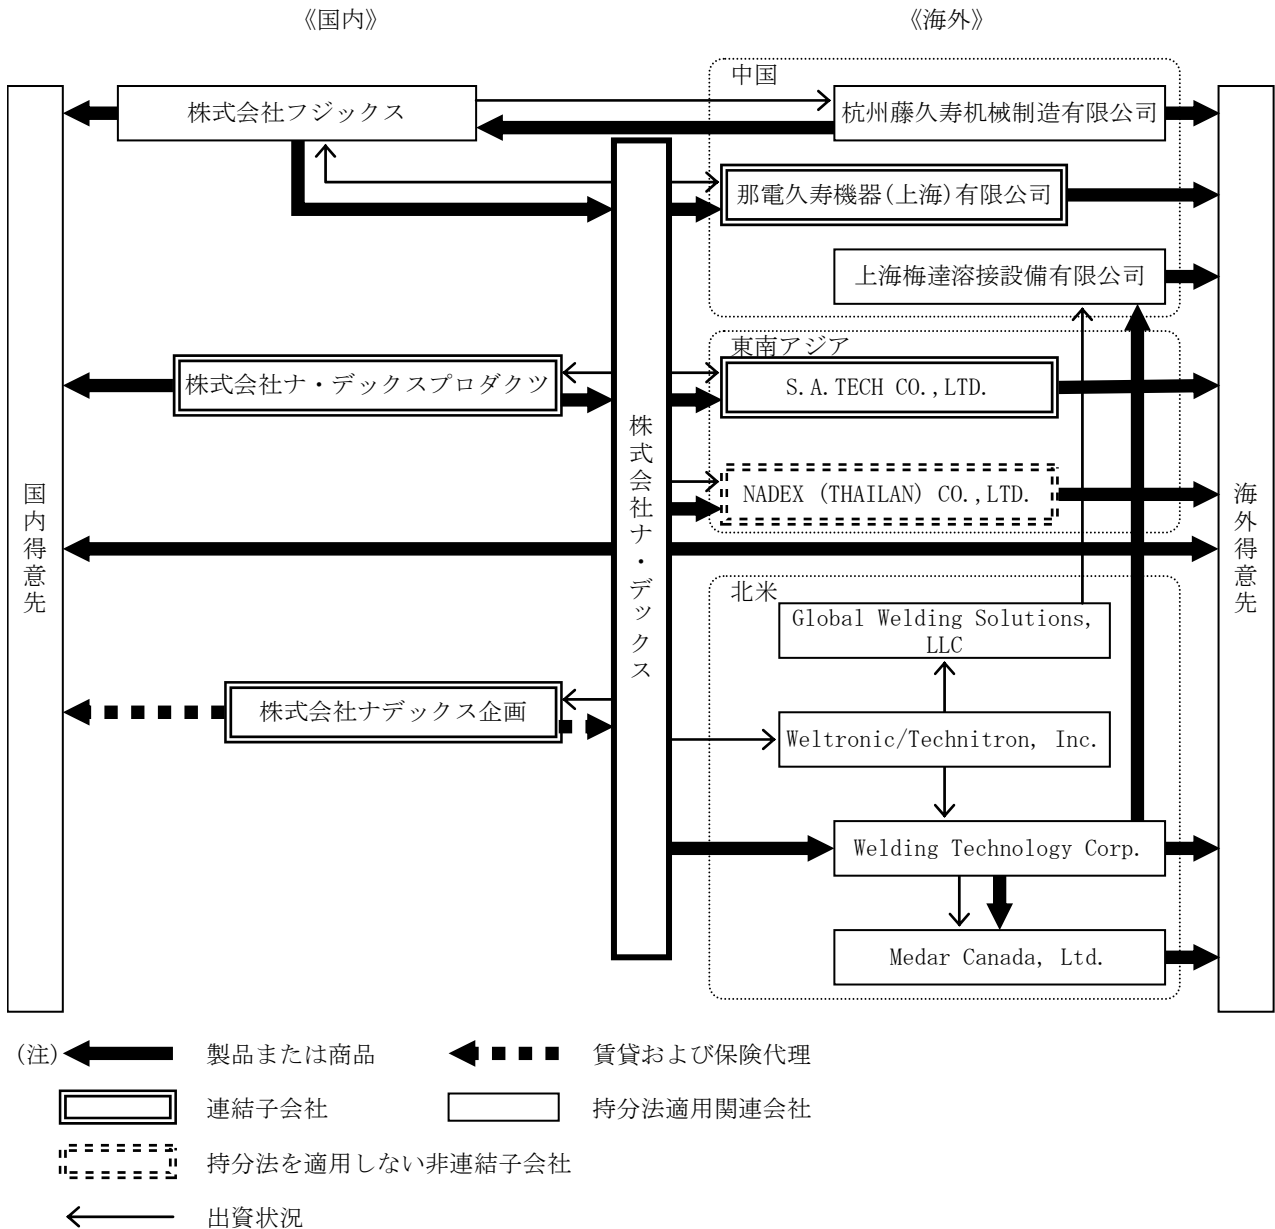 《国内》
《海外》
中国
株式会社フジックス
杭州藤久寿机械制造有限公司
那電久寿機器(上海)有限公司
上海梅達溶接設備有限公司
東南アジア
株式会社ナ・デックスプロダクツ
S.A.TECH CO.,LTD.
株式会社ナ・デックス
国内得意先
NADEX (THAILAN) CO.,LTD.
海外得意先
北米
Global Welding Solutions,
LLC
株式会社ナデックス企画
Weltronic/Technitron, Inc.
Welding Technology Corp.
Medar Canada, Ltd.
(注)
製品または商品
賃貸および保険代理
連結子会社
持分法適用関連会社
持分法を適用しない非連結子会社
出資状況